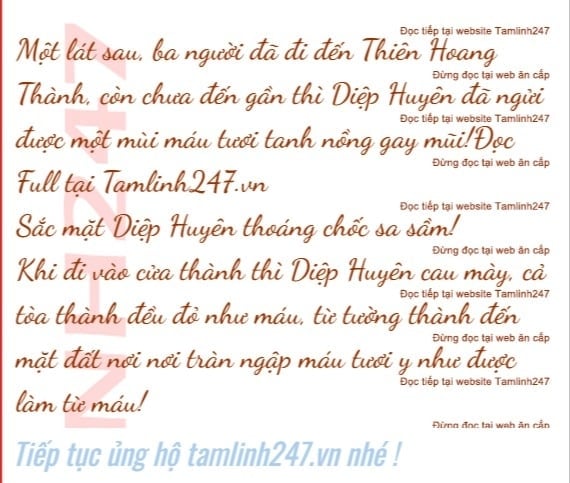 Đọc tiếp tại website Tamlinh247
Một lát sau, ba người đã đi đến Thiên Hoang
Đừng đọc tại web ăn cắp
Thành, còn chưa đến gần thì Diệp Huyên đã ngửi
Đọc tiếp tại website Tamlinh247
được một mùi máu tươi tanh nồng gay mũi!Đọc
Đừng đọc tại web ăn cắp
Full tại Tamlinh247.vn
Đọc tiếp tại website Tamlinh247
Sắc mặt Diệp Huyên thoáng chốc sa sầm!
Đừng đọc tại web ăn cắp
Khi đi vào cửa thành thì Diệp Huyên cau mày, cả
Đọc tiếp tại website Tamlinh247
tòa thành đều đỏ như máu, từ tường thành đến
Đừng đọc tại web ăn cắp
mặt đất nơi nơi tràn ngập máu tươi y như được
Đọc tiếp tại website Tamlinh247
làm từ máu!
Đừng đọc tại web ăn cắp
NH247
Tiếp tục ủng hộ tamlinh247.vn nhé !